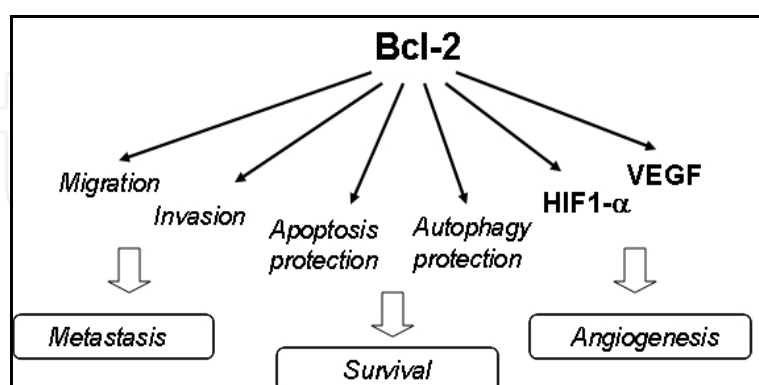 Bcl-2
Migration
Invasion
Apoptosis
protection
Autophagy
protection
HIF1-α
VEGF
Metastasis
Survival
Angiogenesis